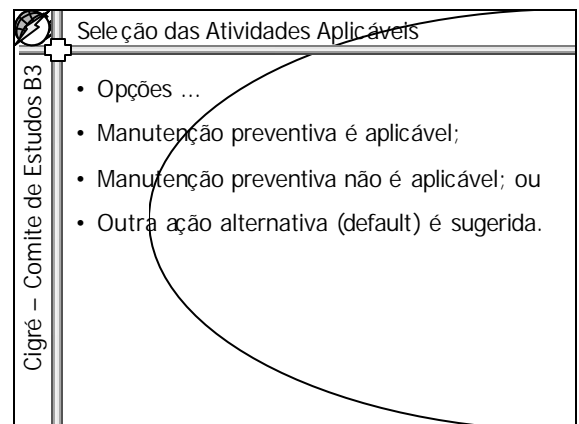 Seleção das Atividades Aplicáveis
• Opções ...
• Manutenção preventiva é aplicável;
• Manutenção preventiva não é aplicável; ou
• Outra ação alternativa (default) é sugerida.
Cigré – Comite de Estudos B3